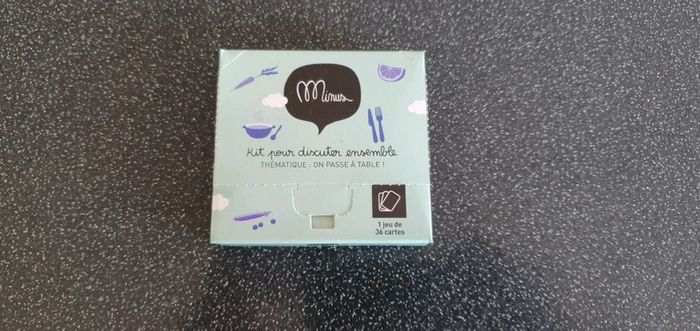 Minus
Kit pour discuter ensemble
THÉMATIQUE : ON PASSE À TABLE !
1 jeu de
36 cartes